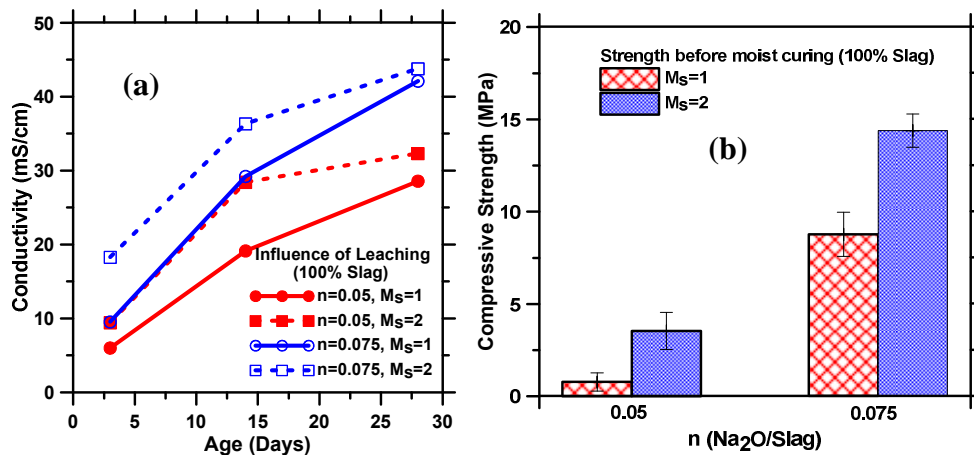 50
40
30
20
10
0
Conductivity (mS/cm)
(a)
Influence of Leaching
(100% Slag)
n=0.05, Ms=1
n=0.05, Ms=2
n=0.075, Ms=1
n=0.075, Ms=2
0 5 10 15 20 25 30
Age (Days)
20
15
10
5
0
Compressive Strength (MPa)
Strength before moist curing (100% Slag)
Ms=1
Ms=2
(b)
0.05 0.075
n (Na2O/Slag)